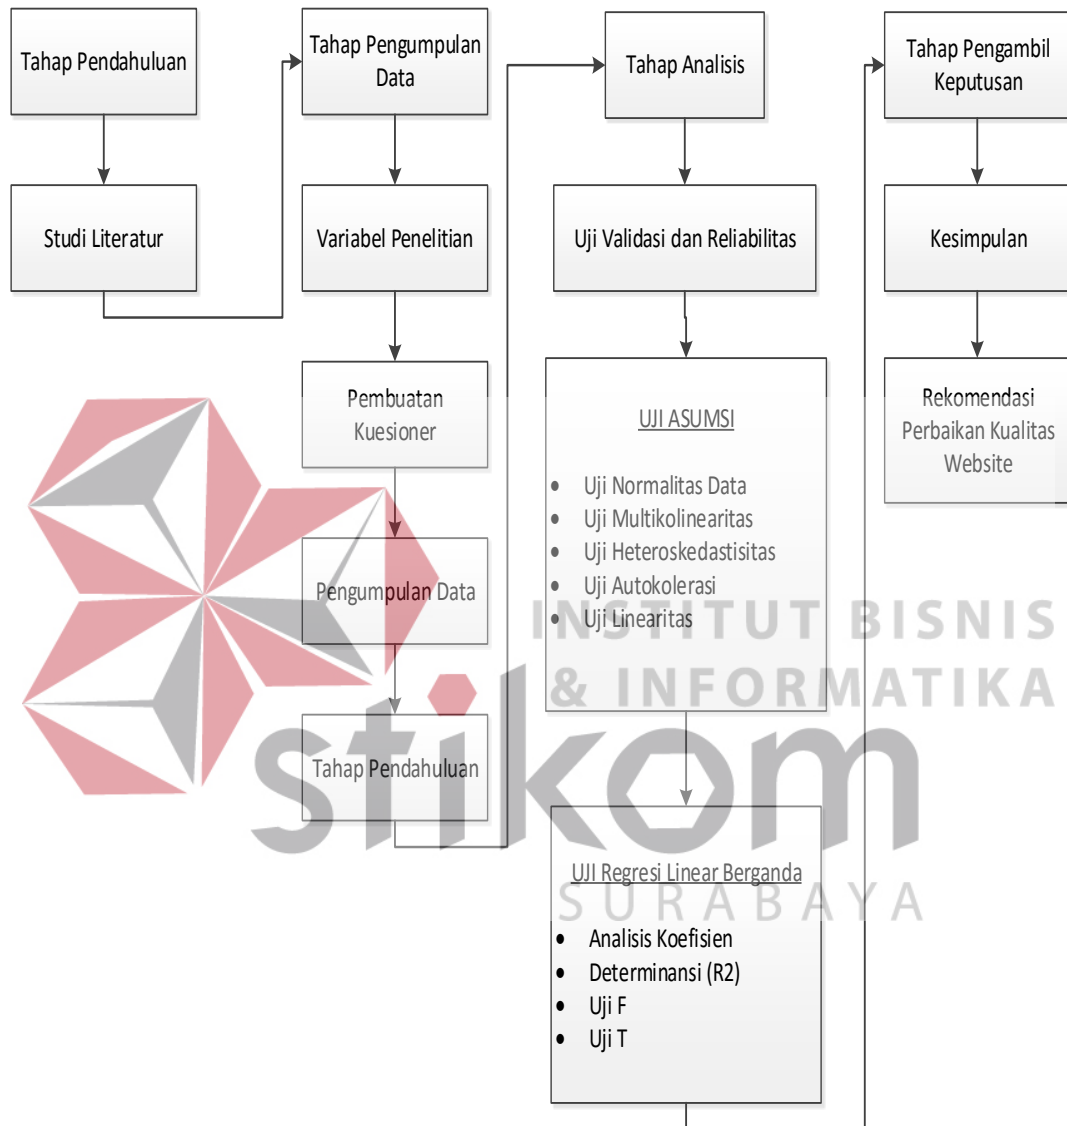 Tahap Pendahuluan
Studi Literatur
Tahap Pengumpulan
Data
Variabel Penelitian
Pembuatan
Kuesioner
Pengumpulan Data
Tahap Pendahuluan
Tahap Analisis
Uji Validasi dan Reliabilitas
UJI ASUMSI
• Uji Normalitas Data
• Uji Multikolinearitas
• Uji Heteroskedastisitas
• Uji Autokolerasi
• Uji Linearitas
UJI Regresi Linear Berganda
• Analisis Koefisien
• Determinansi (R2)
• Uji F
• Uji T
Tahap Pengambil
Keputusan
Kesimpulan
Rekomendasi
Perbaikan Kualitas
Website
INSTITUT BISNIS
& INFORMATIKA
stikom
SURABAYA